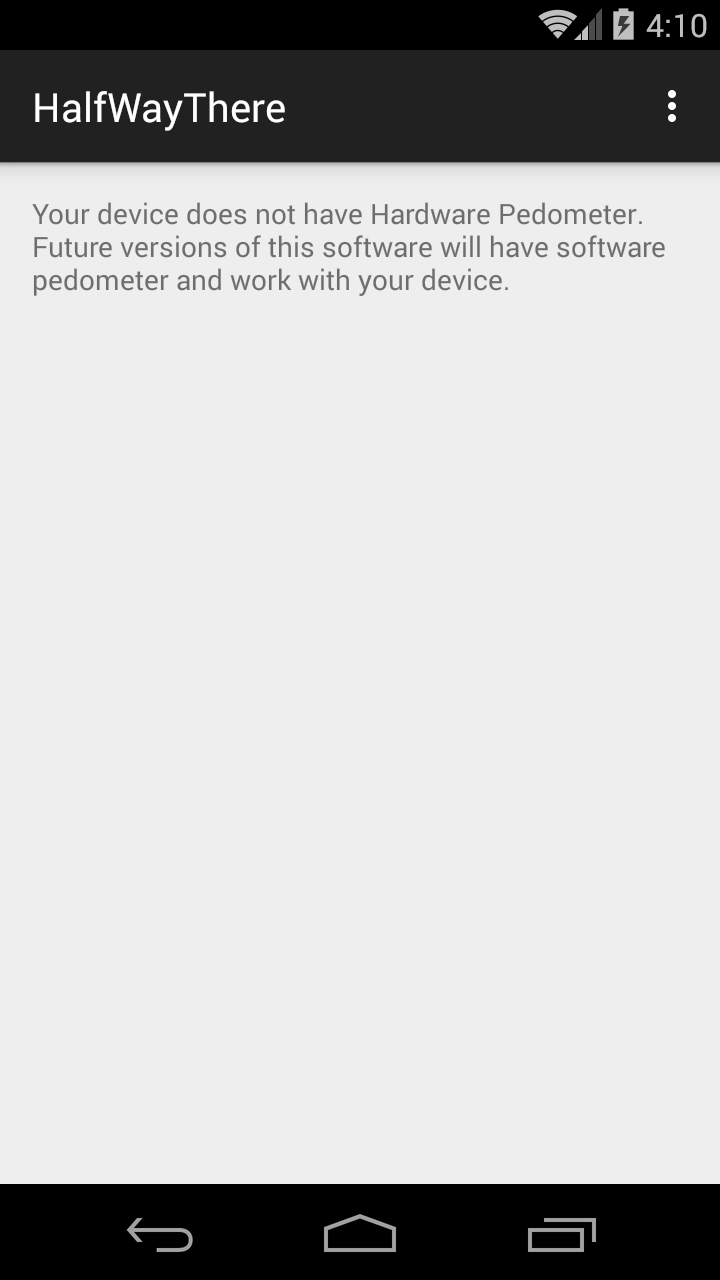 4:10
HalfWayThere
Your device does not have Hardware Pedometer.
Future versions of this software will have software
pedometer and work with your device.